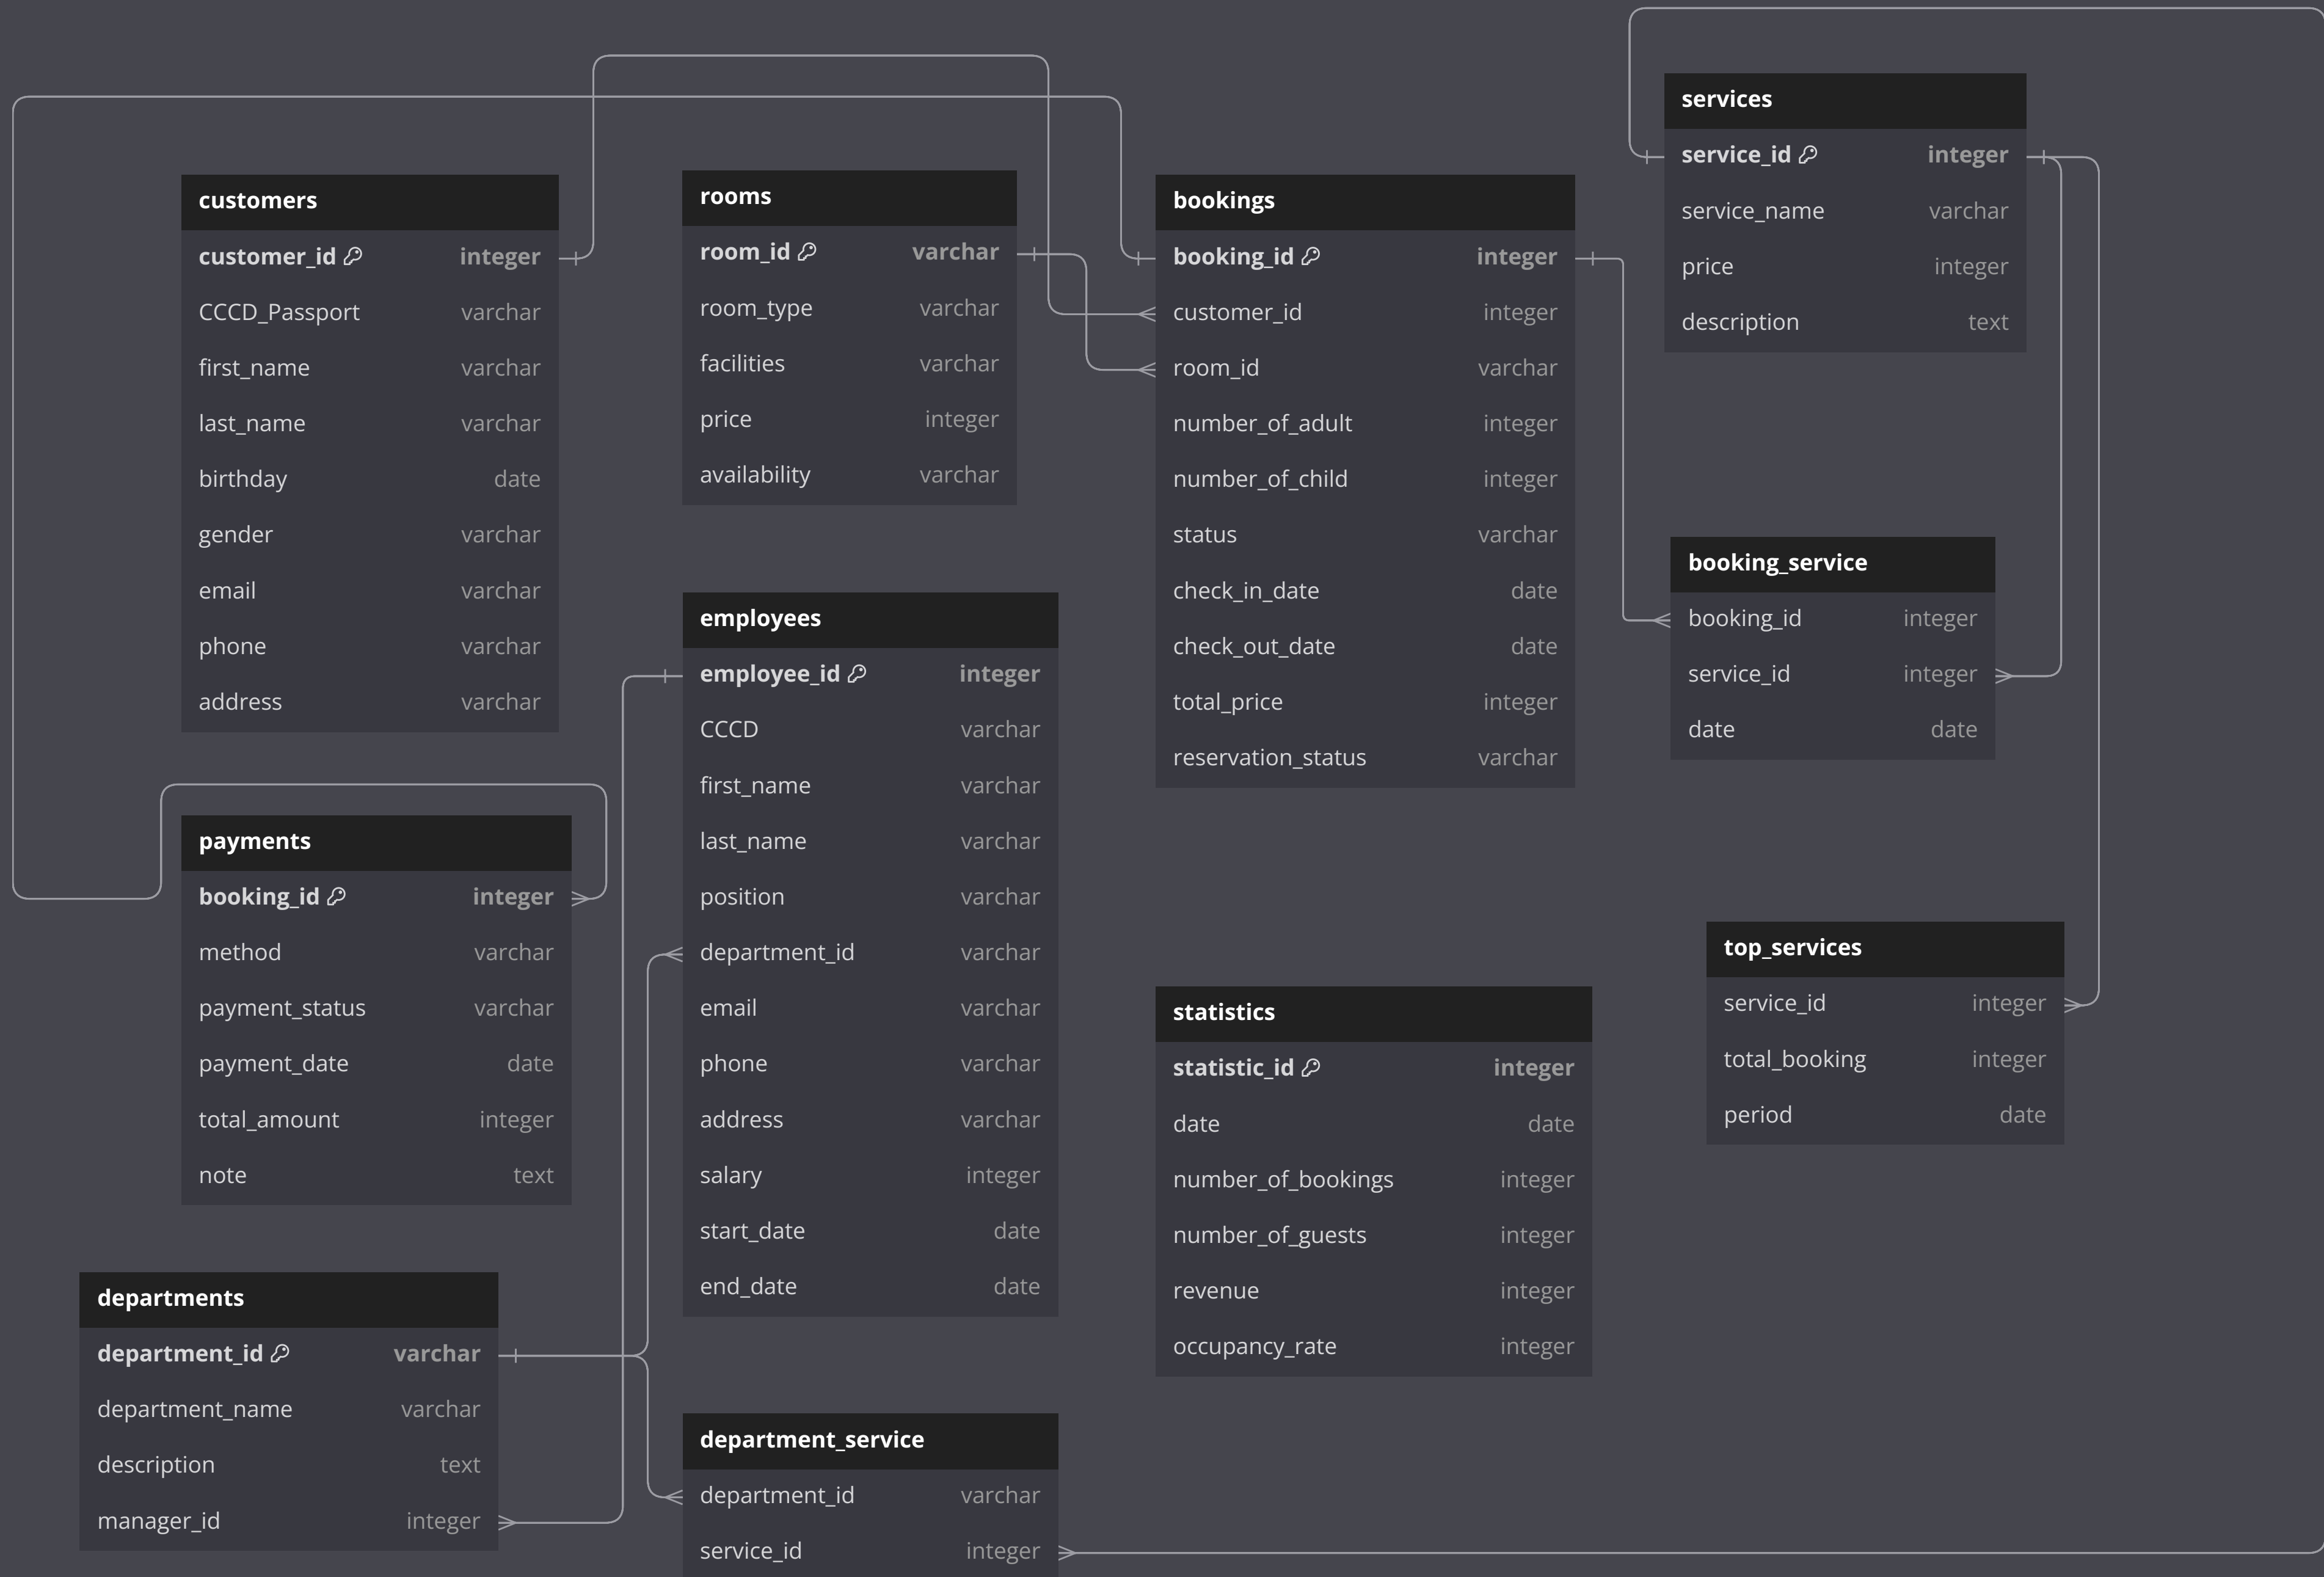 customers
customer_id integer
CCCD_Passport varchar
first_name varchar
last_name varchar
birthday date
gender varchar
email varchar
phone varchar
address varchar
rooms
room_id varchar
room_type varchar
facilities varchar
price integer
availability varchar
bookings
booking_id integer
customer_id integer
room_id varchar
number_of_adult integer
number_of_child integer
status varchar
check_in_date date
check_out_date date
total_price integer
reservation_status varchar
services
service_id integer
service_name varchar
price integer
description text
booking_service
booking_id integer
service_id integer
date date
payments
booking_id integer
method varchar
payment_status varchar
payment_date date
total_amount integer
note text
employees
employee_id integer
CCCD varchar
first_name varchar
last_name varchar
position varchar
department_id varchar
email varchar
phone varchar
address varchar
salary integer
start_date date
end_date date
statistics
statistic_id integer
date date
number_of_bookings integer
number_of_guests integer
revenue integer
occupancy_rate integer
top_services
service_id integer
total_booking integer
period date
departments
department_id varchar
department_name varchar
description text
manager_id integer
department_service
department_id varchar
service_id integer